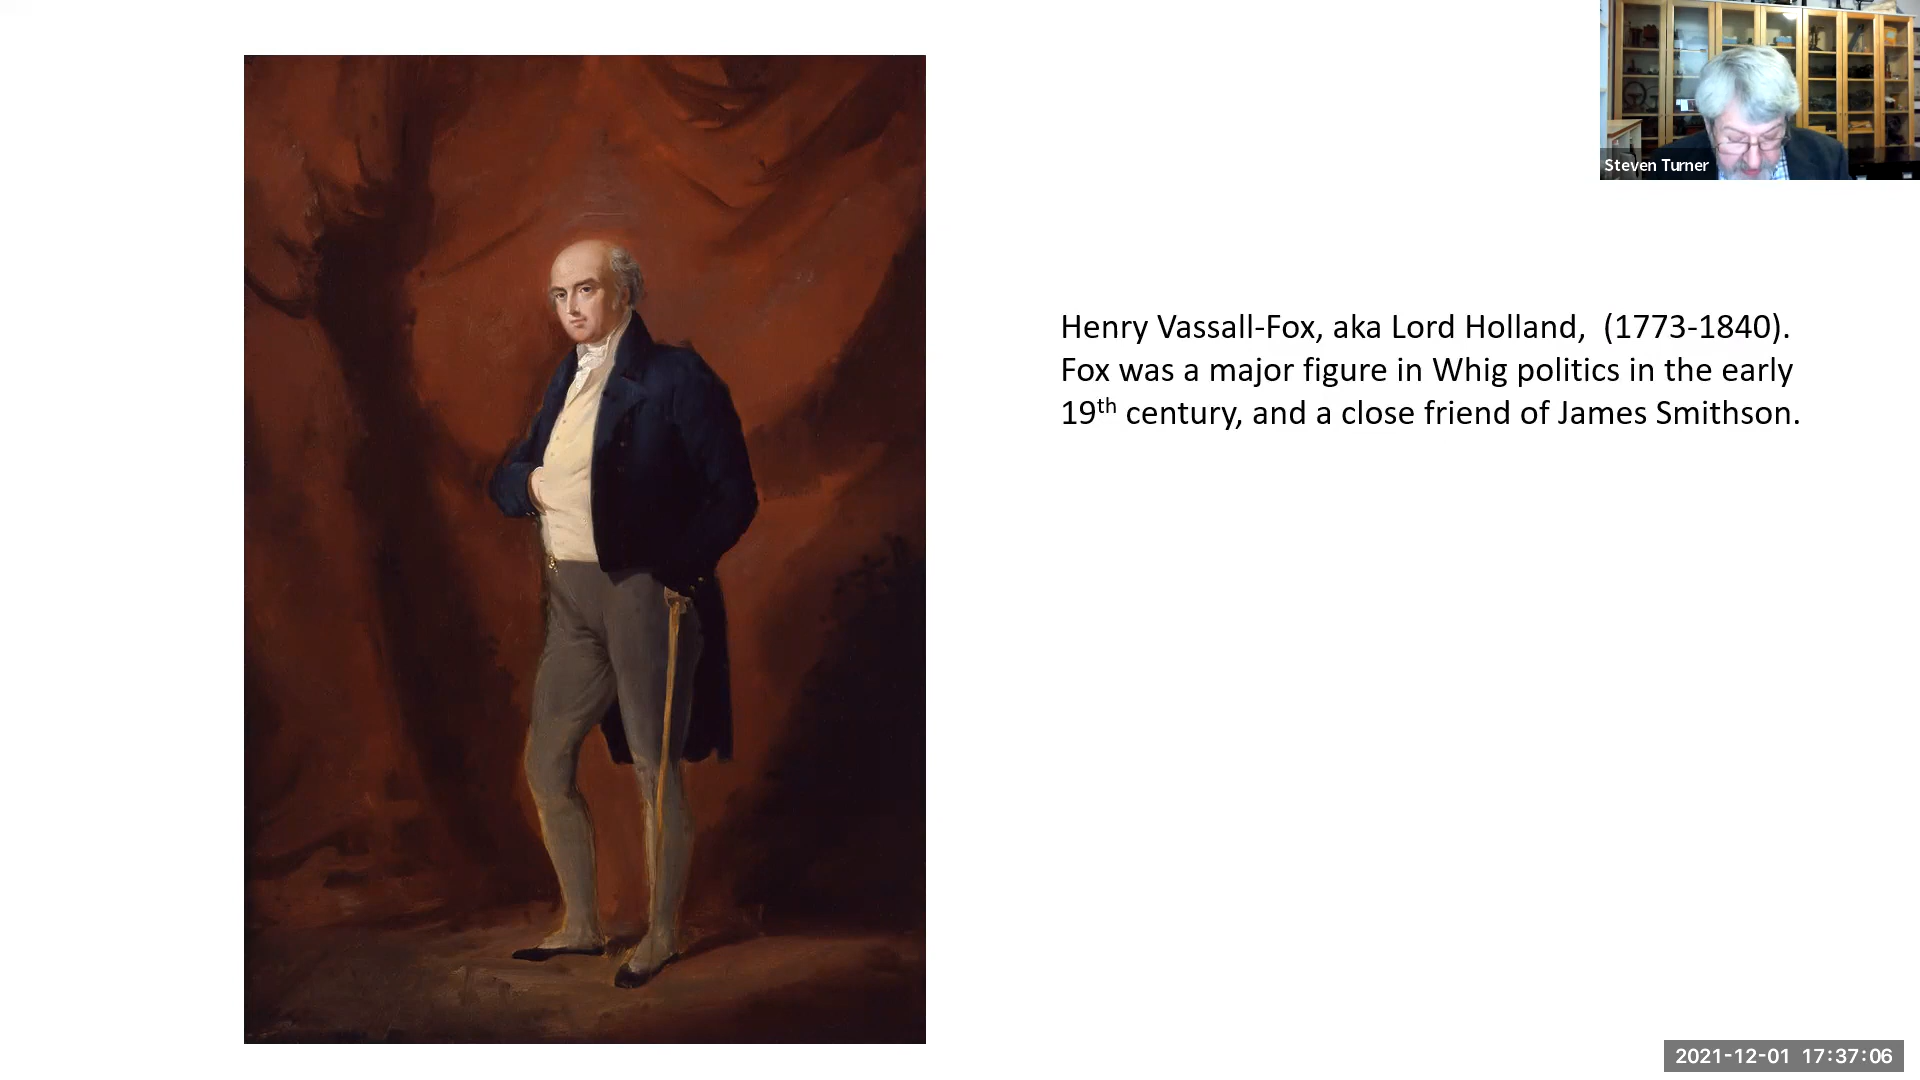 Steven Turner
Henry Vassall-Fox, aka Lord Holland,  (1773-1840).
Fox was a major figure in Whig politics in the early
19th century, and a close friend of James Smithson.
2021-12-01 17:37:06